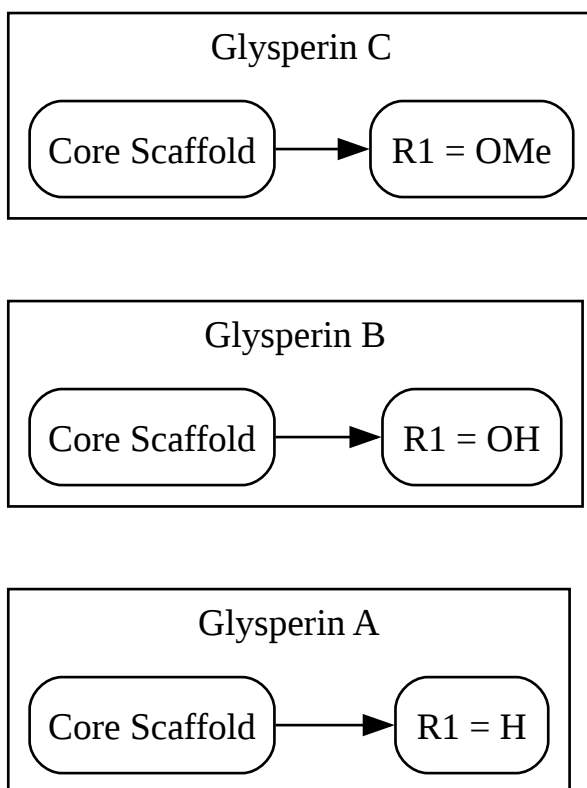 Glysperin C
Core Scaffold
R1 = OMe
Glysperin B
Core Scaffold
R1 = OH
Glysperin A
Core Scaffold
R1 = H